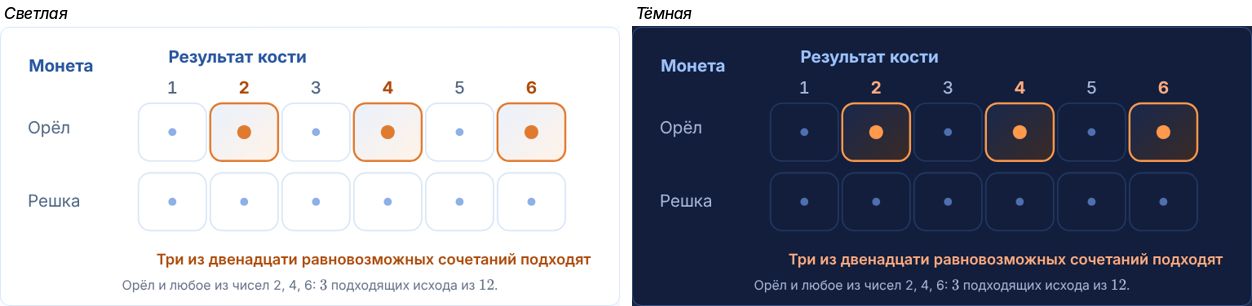 Светлая
Результат кости
Монета
1 2 3 4 5 6
Орёл
Решка
Три из двенадцати равновозможных сочетаний подходят
Орёл и любое из чисел 2, 4, 6: 3 подходящих исхода из 12.
Тёмная
Результат кости
Монета
1 2 3 4 5 6
Орёл
Решка
Три из двенадцати равновозможных сочетаний подходят
Орёл и любое из чисел 2, 4, 6: 3 подходящих исхода из 12.